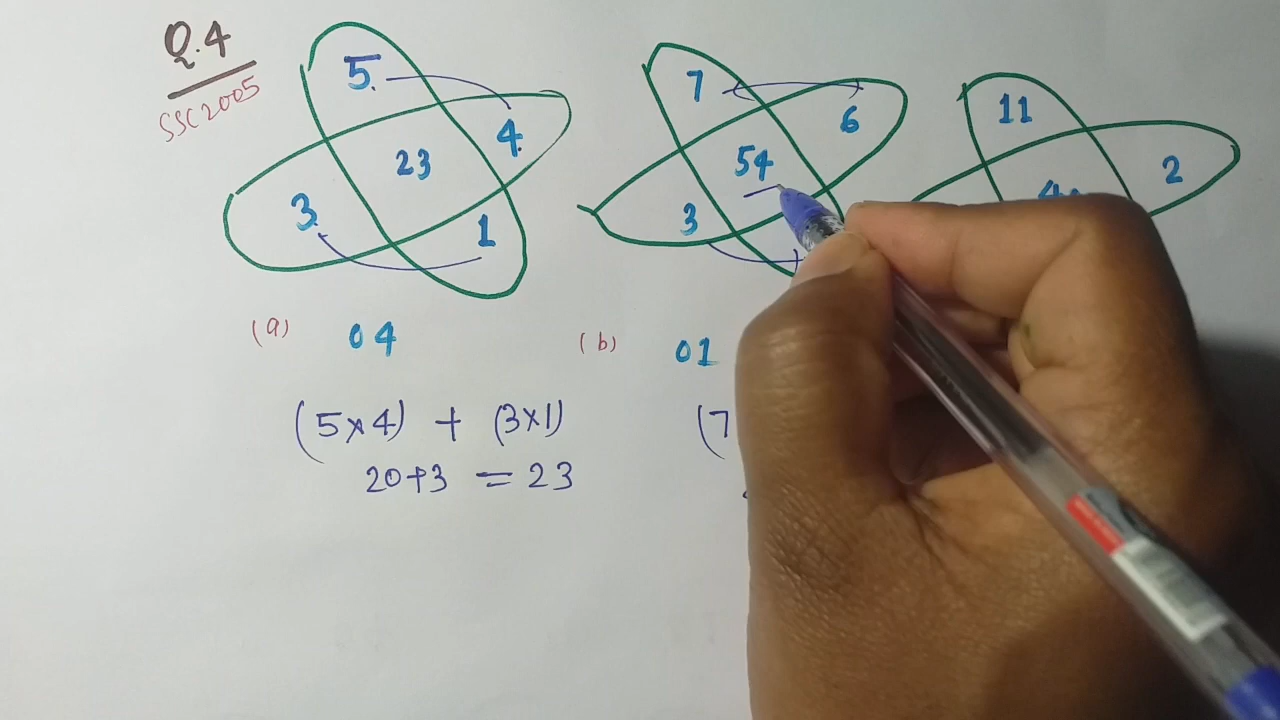 Q.4
SSC 2005
5
4
23
3
1
7
6
54
3
11
2
(a) 04
(b) 01
(5×4) + (3×1)
20+3 = 23
(7